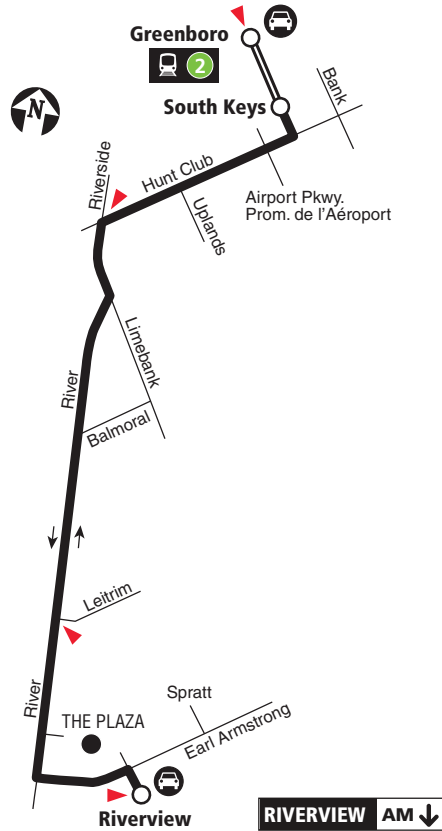 Greenboro
2
South Keys
Bank
N
Riverside
Hunt Club
Airport Pkwy.
Prom. de l'Aéroport
Uplands
Limebank
River
Balmoral
Leitrim
River
Spratt
THE PLAZA
Earl Armstrong
Riverview
RIVERVIEW AM